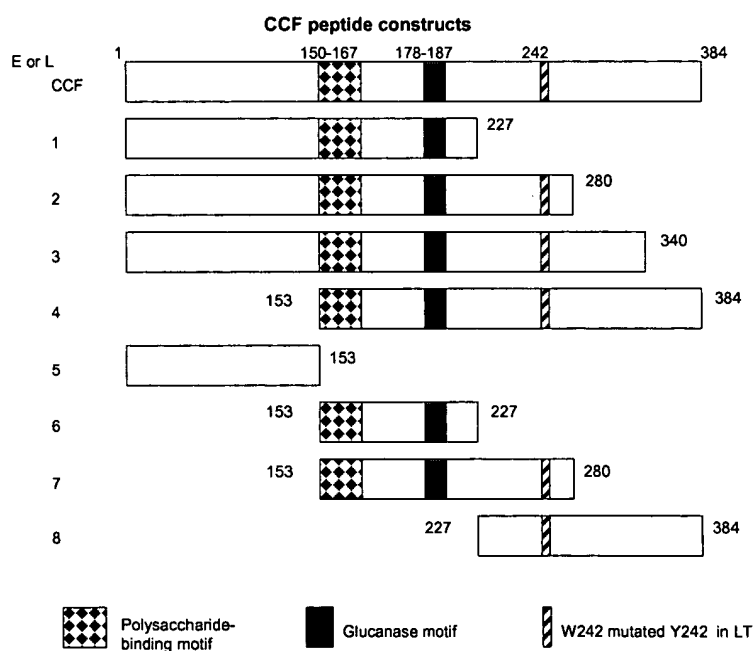 CCF peptide constructs
1 150-167 178-187 242 384
E or L
CCF
1 227
2 280
3 340
4 153 384
5 153
6 153 227
7 153 280
8 227 384
Polysaccharide-
binding motif
Glucanase motif
W242 mutated Y242 in LT